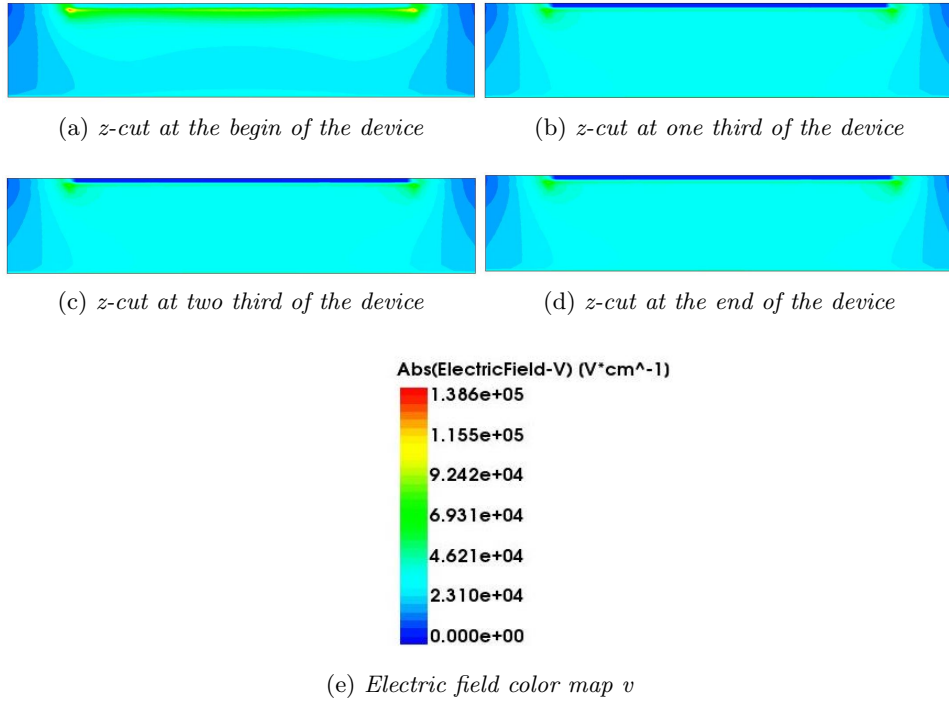 (a) z-cut at the begin of the device
(b) z-cut at one third of the device
(c) z-cut at two third of the device
(d) z-cut at the end of the device
Abs(ElectricField-V) [V*cm^-1]
1.386e+05
1.155e+05
9.242e+04
6.931e+04
4.621e+04
2.310e+04
0.000e+00
(e) Electric field color map v